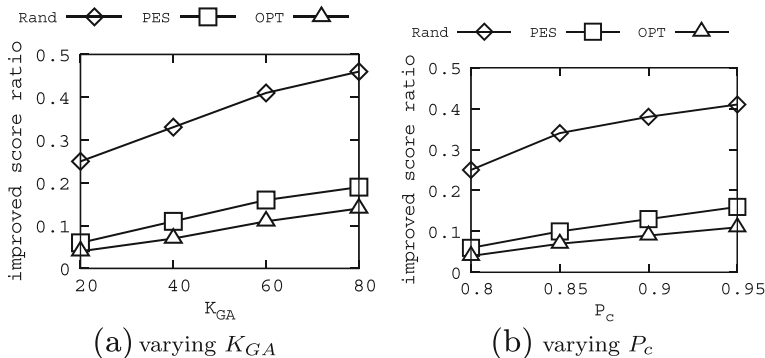 Rand PES OPT
improved score ratio
0.5
0.4
0.3
0.2
0.1
0
20 40 60 80
K_GA
(a) varying K_GA
Rand PES OPT
improved score ratio
0.5
0.4
0.3
0.2
0.1
0
0.8 0.85 0.9 0.95
P_c
(b) varying P_c